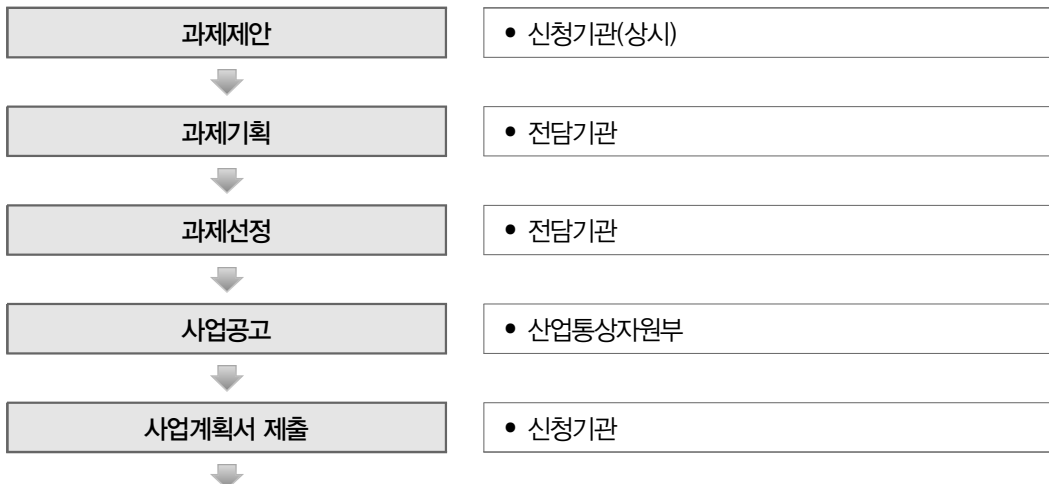 과제제안
• 신청기관(상시)
과제기획
• 전담기관
과제선정
• 전담기관
사업공고
• 산업통상자원부
사업계획서 제출
• 신청기관